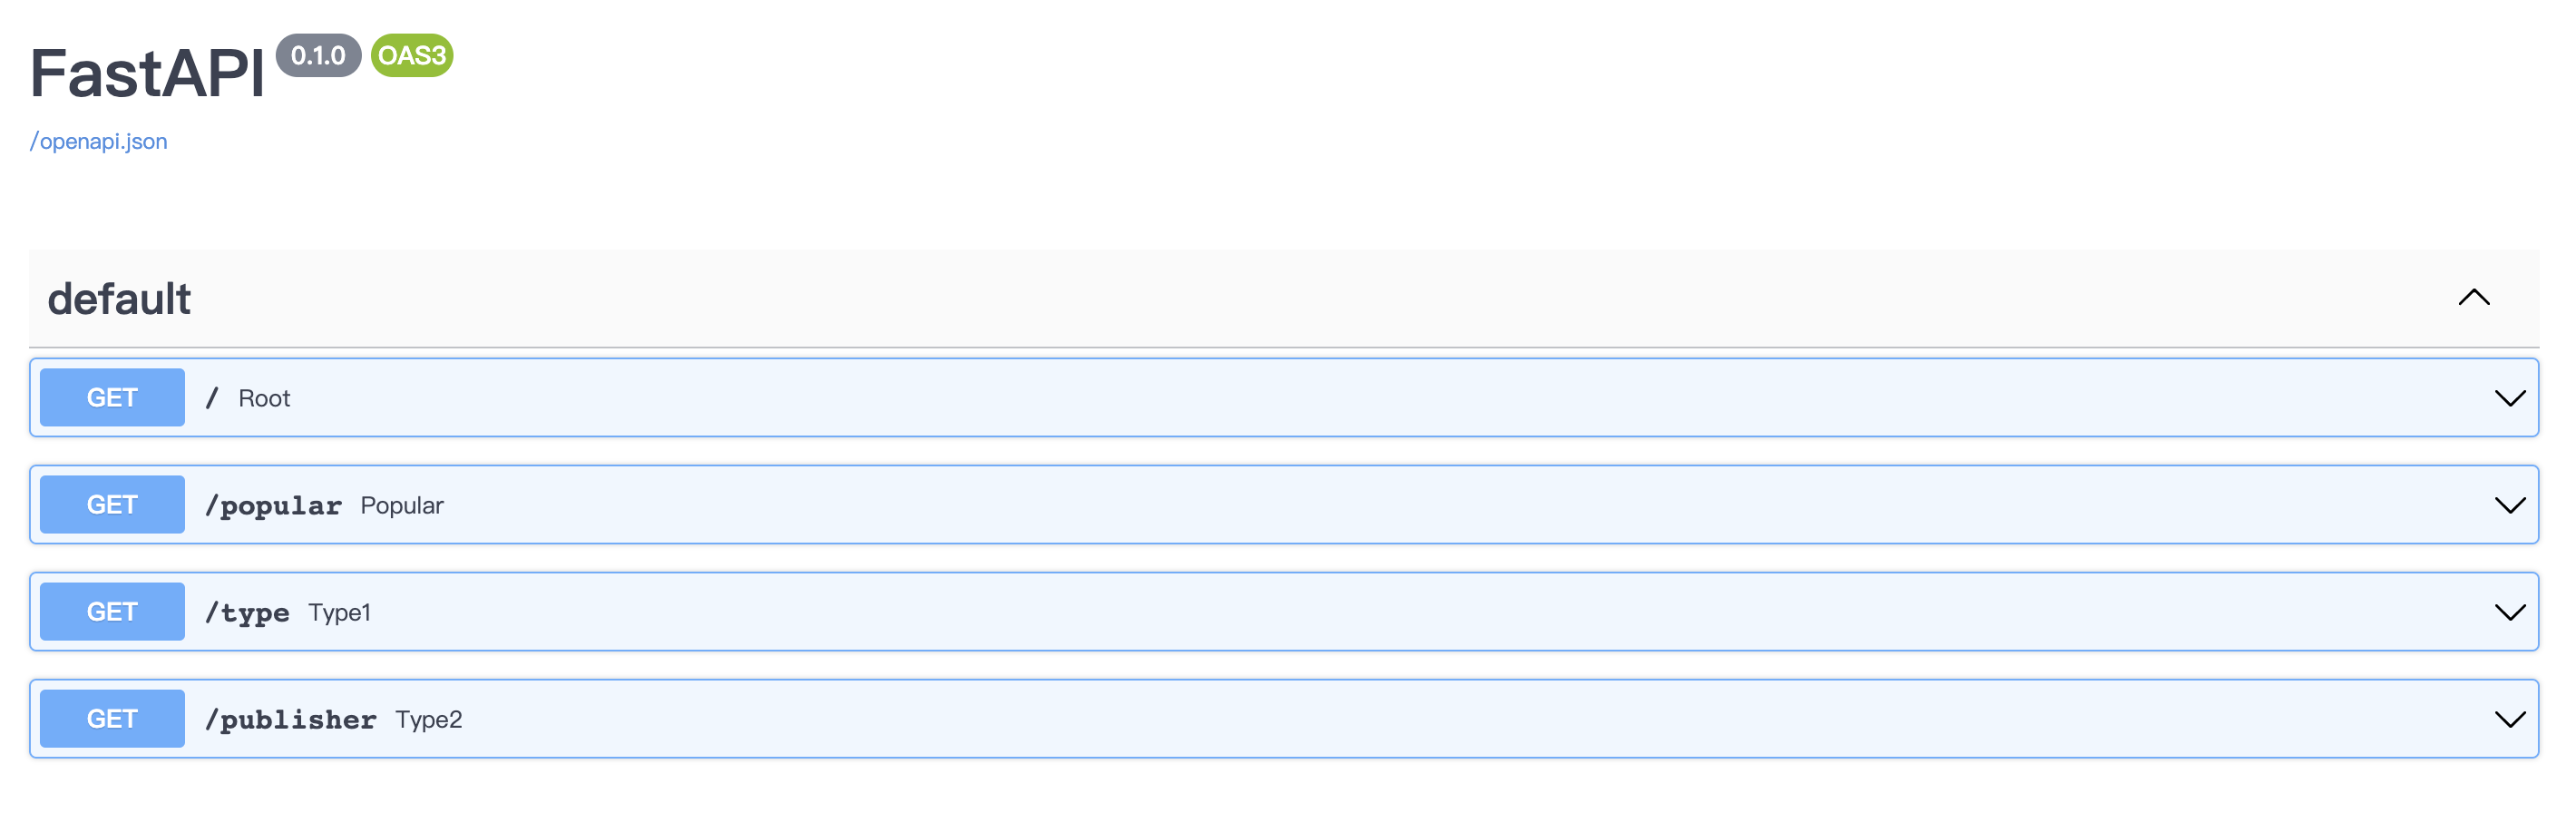 FastAPI 0.1.0 OAS3
/openapi.json
default
GET / Root
GET /popular Popular
GET /type Type1
GET /publisher Type2